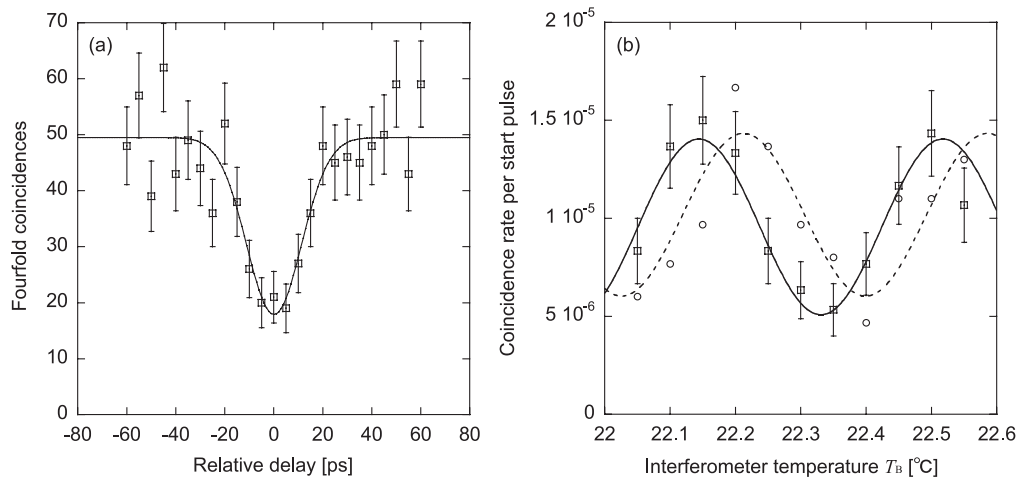 (a)
Fourfold coincidences
70
60
50
40
30
20
10
0
-80 -60 -40 -20 0 20 40 60 80
Relative delay [ps]
(b)
Coincidence rate per start pulse
2 10-5
1.5 10-5
1 10-5
5 10-6
0
22 22.1 22.2 22.3 22.4 22.5 22.6
Interferometer temperature TB [°C]